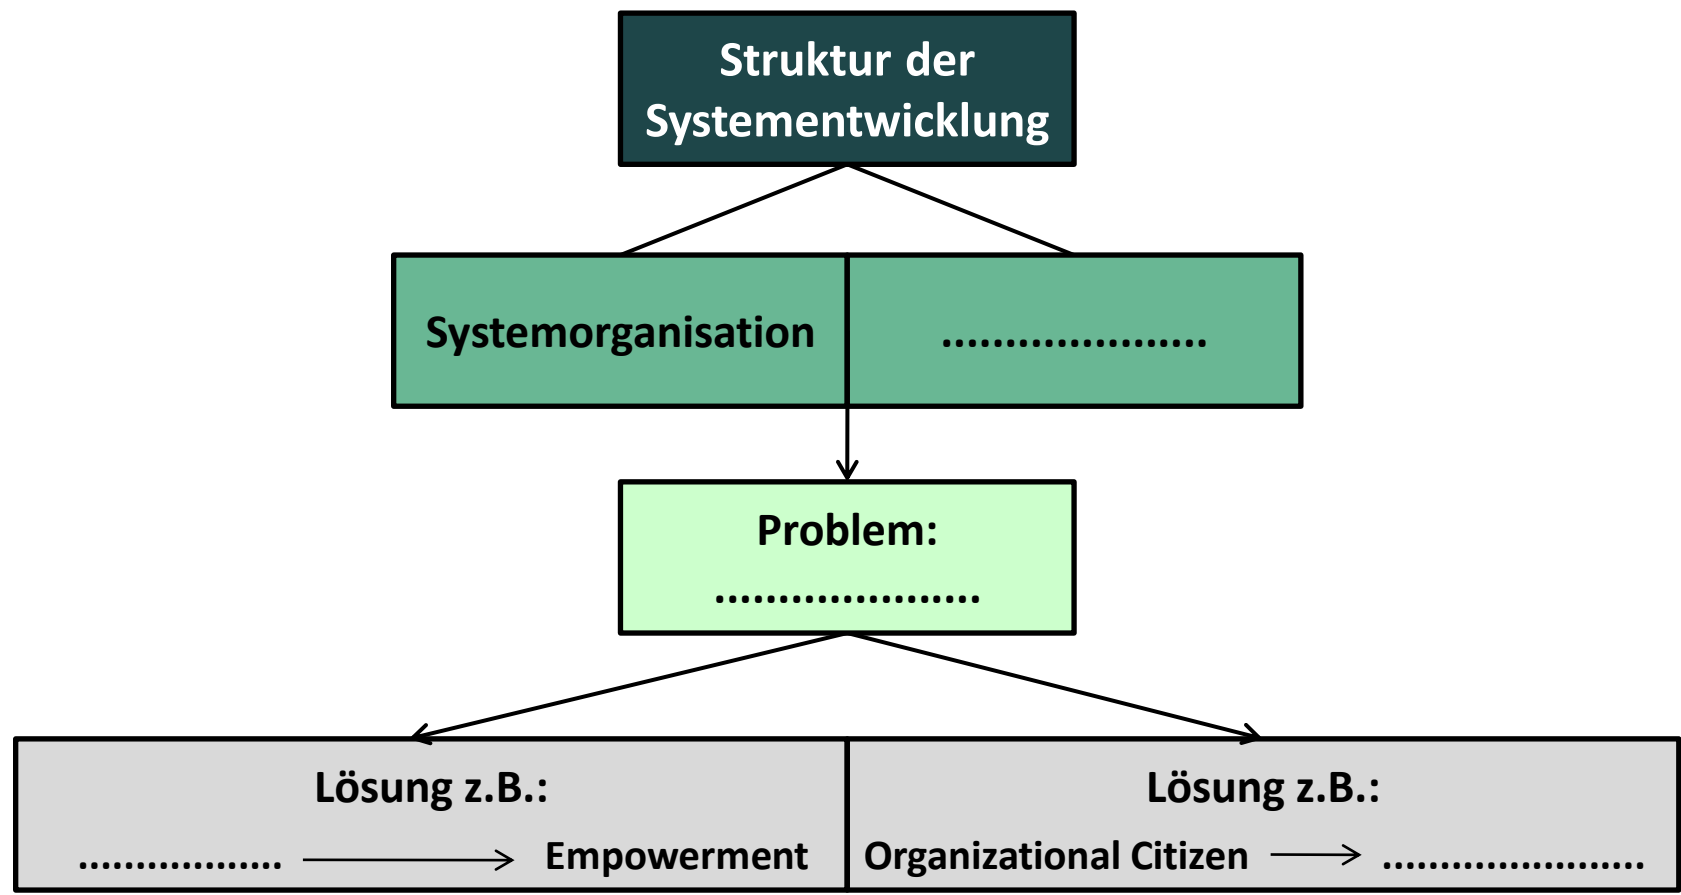 Struktur der
Systementwicklung
Systemorganisation
.....................
Problem:
.....................
Lösung z.B.:
.................. Empowerment
Lösung z.B.:
Organizational Citizen .......................